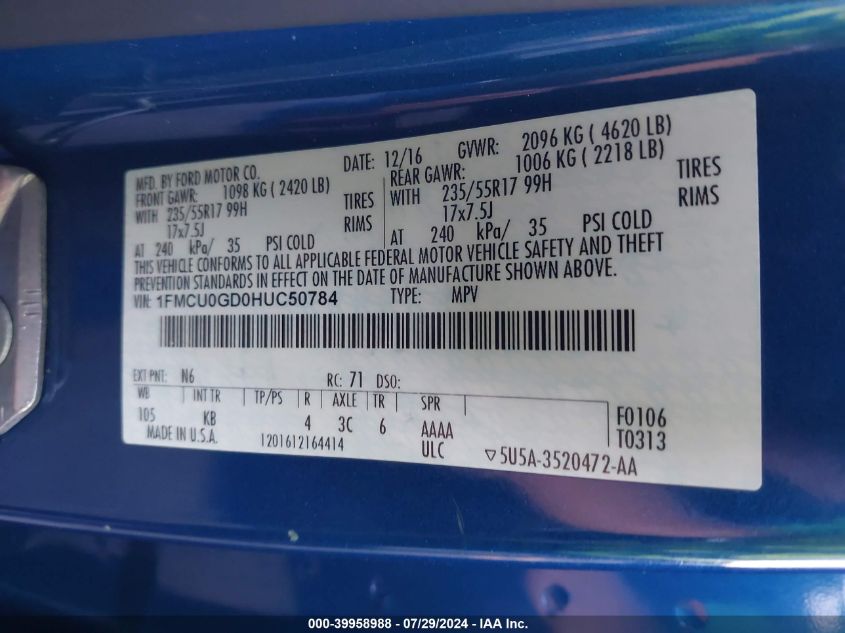 MFD. BY FORD MOTOR CO. DATE: 12/16 GVWR: 2096 KG ( 4620 LB)
FRONT GAWR: 1098 KG ( 2420 LB) REAR GAWR: 1006 KG ( 2218 LB)
WITH 235/55R17 99H TIRES WITH 235/55R17 99H TIRES
17x7.5J RIMS 17x7.5J RIMS
AT 240 kPa/ 35 PSI COLD AT 240 kPa/ 35 PSI COLD
THIS VEHICLE CONFORMS TO ALL APPLICABLE FEDERAL MOTOR VEHICLE SAFETY AND THEFT
PREVENTION STANDARDS IN EFFECT ON THE DATE OF MANUFACTURE SHOWN ABOVE.
VIN: 1FMCU0GD0HUC50784 TYPE: MPV
EXT PNT: N6 RC: 71 DSO:
WB INT TR TP/PS R AXLE TR SPR
105 KB 4 3C 6 AAAA F0106
MADE IN U.S.A. 1201612164414 ULC T0313
▽5U5A-3520472-AA
000-39958988 - 07/29/2024 - IAA Inc.